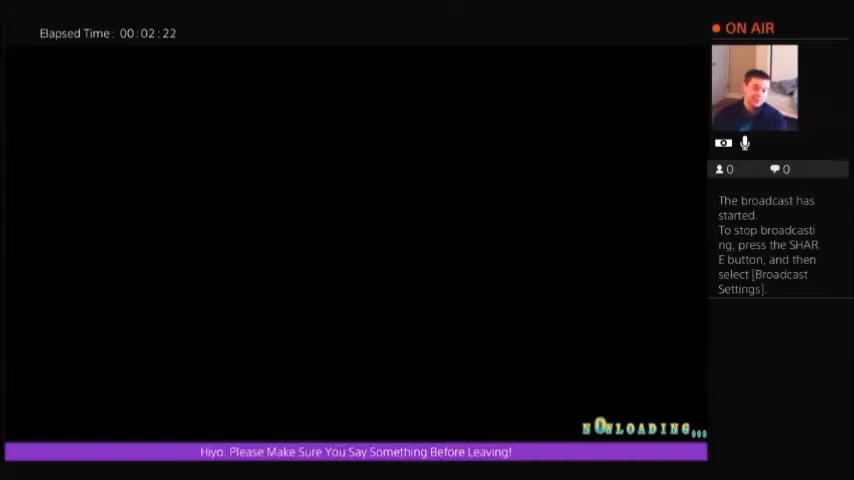 Elapsed Time: 00:02:22
ON AIR
0 0
The broadcast has
started.
To stop broadcasti
ng, press the SHAR
E button, and then
select [Broadcast
Settings].
NOW LOADING...
Hiyo. Please Make Sure You Say Something Before Leaving!